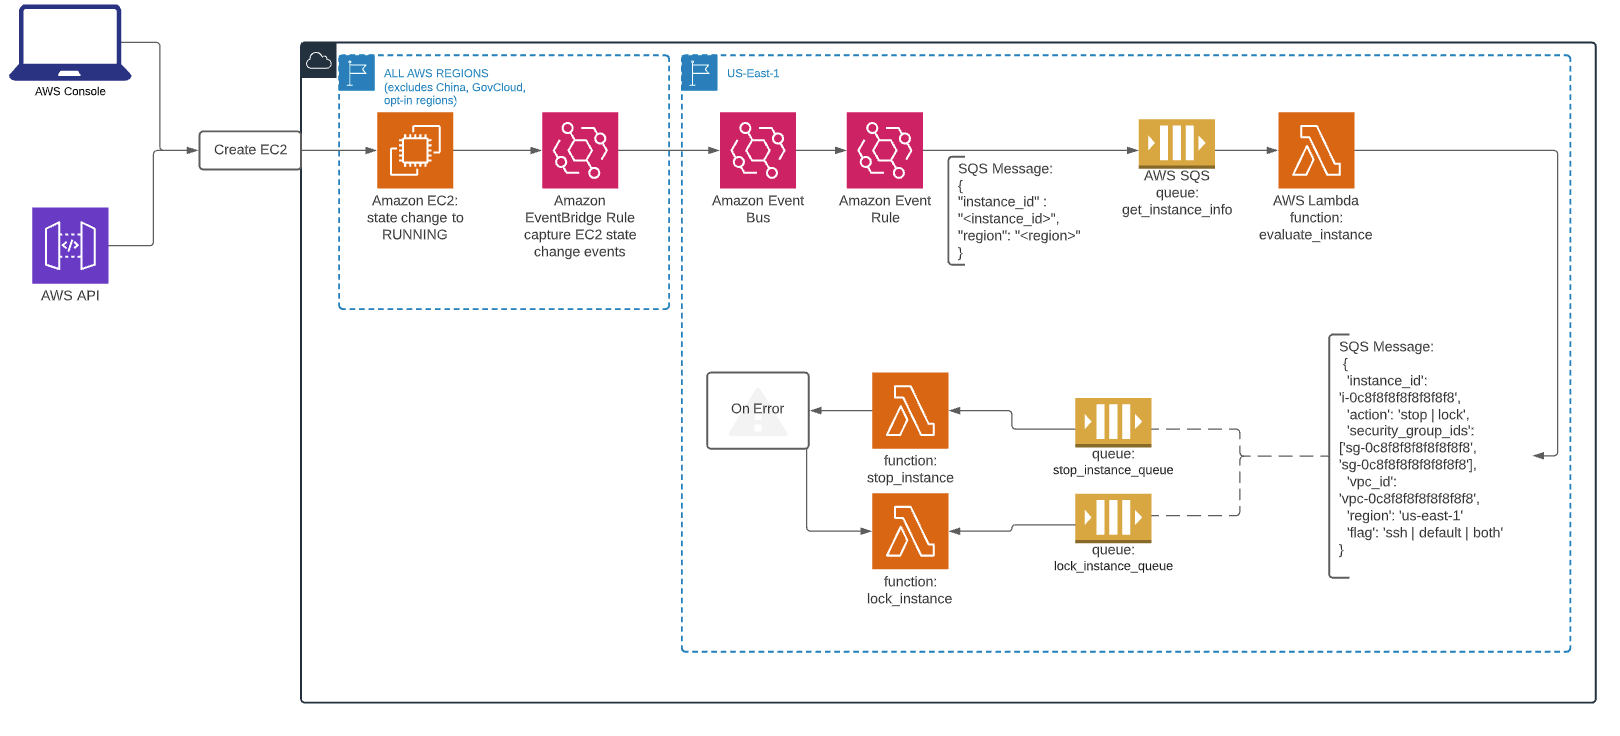 AWS Console
Create EC2
AWS API
ALL AWS REGIONS
(excludes China, GovCloud,
opt-in regions)
Amazon EC2:
state change to
RUNNING
Amazon
EventBridge Rule
capture EC2 state
change events
US-East-1
Amazon Event
Bus
Amazon Event
Rule
SQS Message:
{
"instance_id" :
"<instance_id>",
"region": "<region>"
}
AWS SQS
queue:
get_instance_info
AWS Lambda
function:
evaluate_instance
SQS Message:
{
'instance_id':
'i-0c8f8f8f8f8f8f8f8',
'action': 'stop | lock',
'security_group_ids':
['sg-0c8f8f8f8f8f8f8f8',
'sg-0c8f8f8f8f8f8f8f8'],
'vpc_id':
'vpc-0c8f8f8f8f8f8f8f8',
'region': 'us-east-1'
'flag': 'ssh | default | both'
}
On Error
function:
stop_instance
queue:
stop_instance_queue
function:
lock_instance
queue:
lock_instance_queue